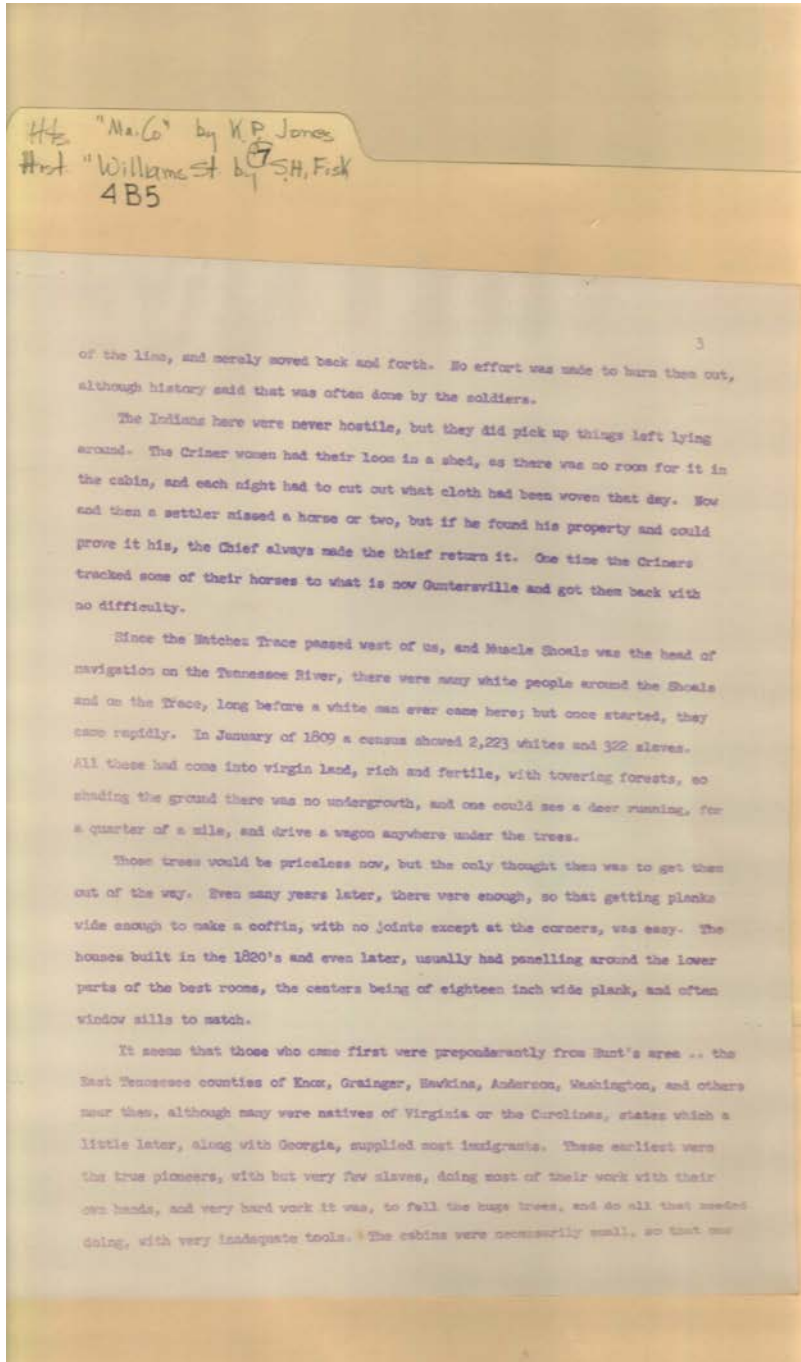 Hts "Ma. Co" by K.P. Jones
Hist "Williams St by S.H. Fisk
7
4B5
3
of the line, and merely moved back and forth. No effort was made to burn them out,
although history said that was often done by the soldiers.
The Indians here were never hostile, but they did pick up things left lying
around. The Criner women had their loom in a shed, as there was no room for it in
the cabin, and each night had to cut out what cloth had been woven that day. Now
and then a settler missed a horse or two, but if he found his property and could
prove it his, the Chief always made the thief return it. One time the Criners
tracked some of their horses to what is now Guntersville and got them back with
no difficulty.
Since the Natchez Trace passed west of us, and Muscle Shoals was the head of
navigation on the Tennessee River, there were many white people around the Shoals
and on the Trace, long before a white man ever came here; but once started, they
came rapidly. In January of 1809 a census showed 2,223 whites and 322 slaves.
All these had come into virgin land, rich and fertile, with towering forests, so
shading the ground there was no undergrowth, and one could see a deer running, for
a quarter of a mile, and drive a wagon anywhere under the trees.
Those trees would be priceless now, but the only thought then was to get them
out of the way. Even many years later, there were enough, so that getting planks
wide enough to make a coffin, with no joints except at the corners, was easy. The
houses built in the 1820's and even later, usually had panelling around the lower
parts of the best rooms, the centers being of eighteen inch wide plank, and often
window sills to match.
It seems that those who came first were preponderantly from Hunt's area .. the
East Tennessee counties of Knox, Grainger, Hawkins, Anderson, Washington, and others
near them, although many were natives of Virginia or the Carolinas, states which a
little later, along with Georgia, supplied most immigrants. These earliest were
the true pioneers, with but very few slaves, doing most of their work with their
own hands, and very hard work it was, to fell the huge trees, and do all that needed
doing, with very inadequate tools. The cabins were necessarily small, so that our